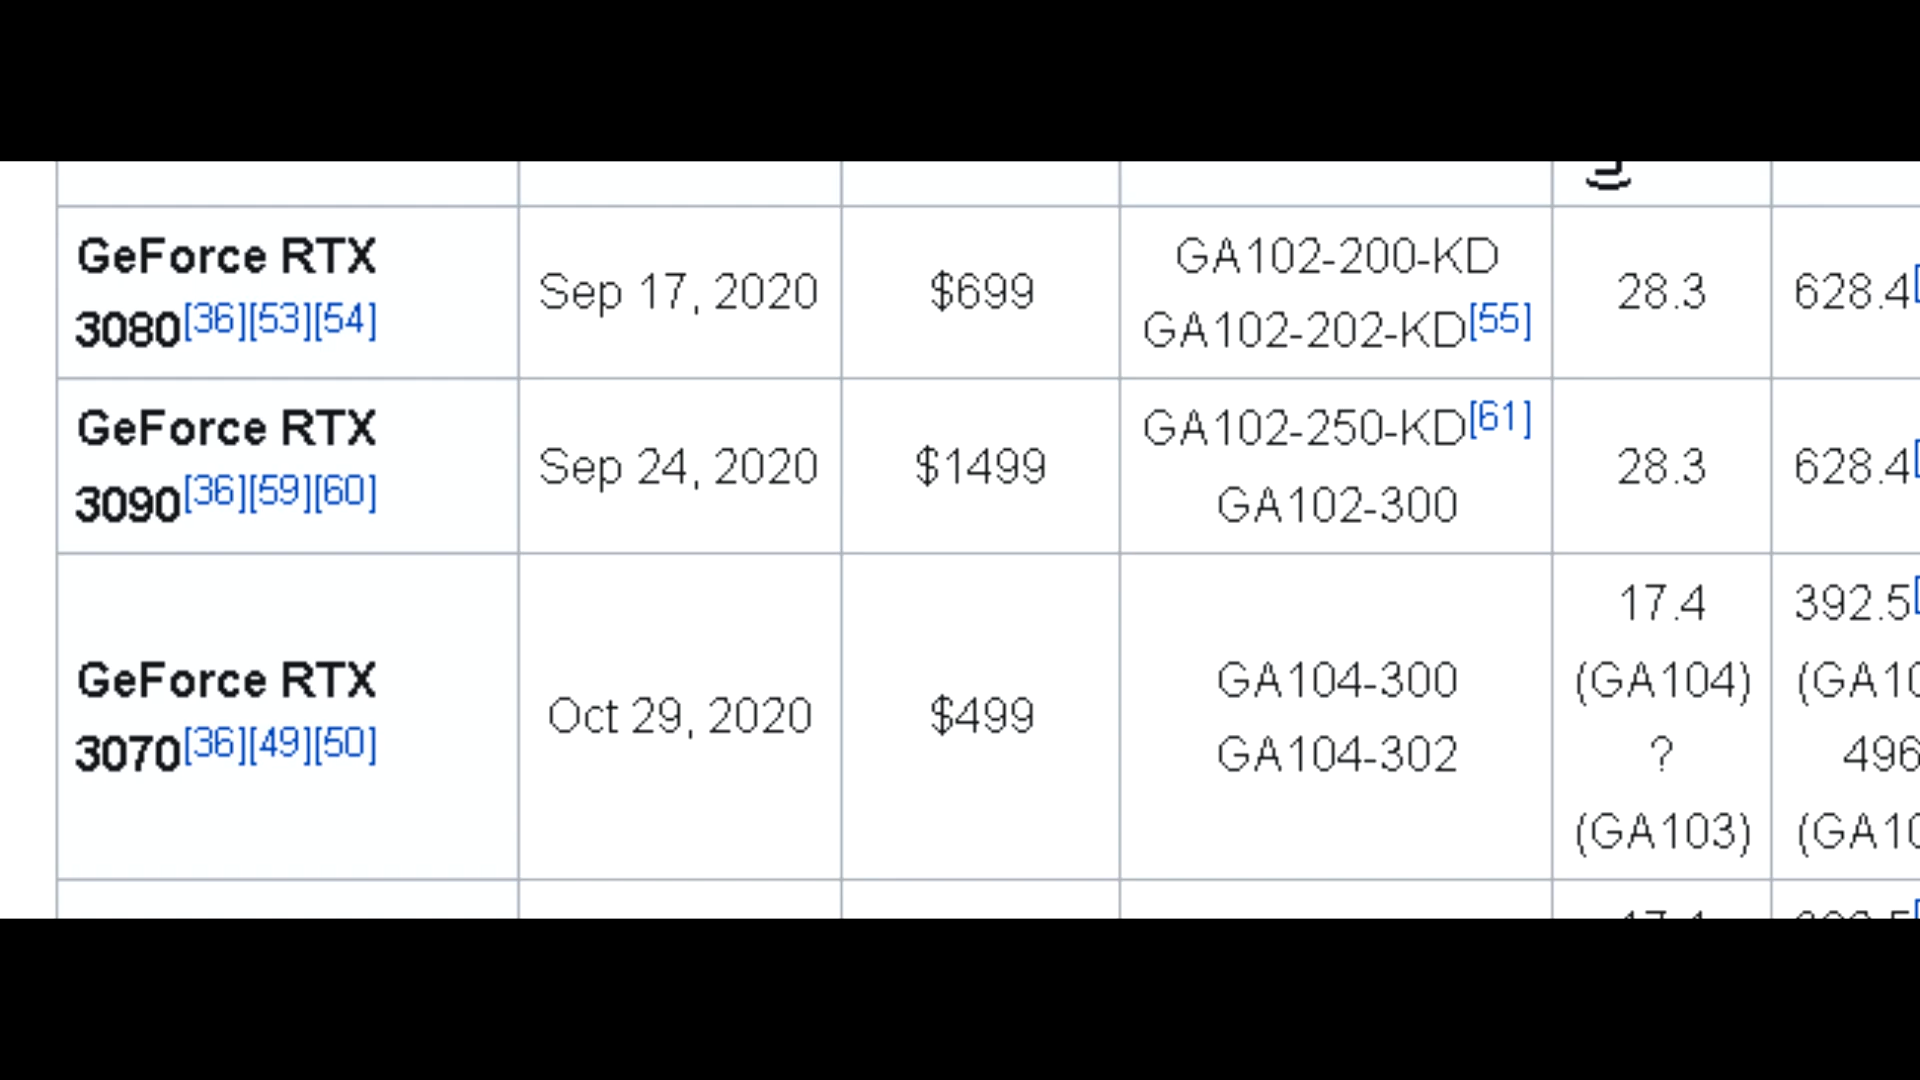 GeForce RTX
3080[36][53][54]
Sep 17, 2020
$699
GA102-200-KD
GA102-202-KD[55]
28.3
628.4[
GeForce RTX
3090[36][59][60]
Sep 24, 2020
$1499
GA102-250-KD[61]
GA102-300
28.3
628.4[
GeForce RTX
3070[36][49][50]
Oct 29, 2020
$499
GA104-300
GA104-302
17.4
(GA104)
?
(GA103)
392.5[
(GA10
496
(GA10